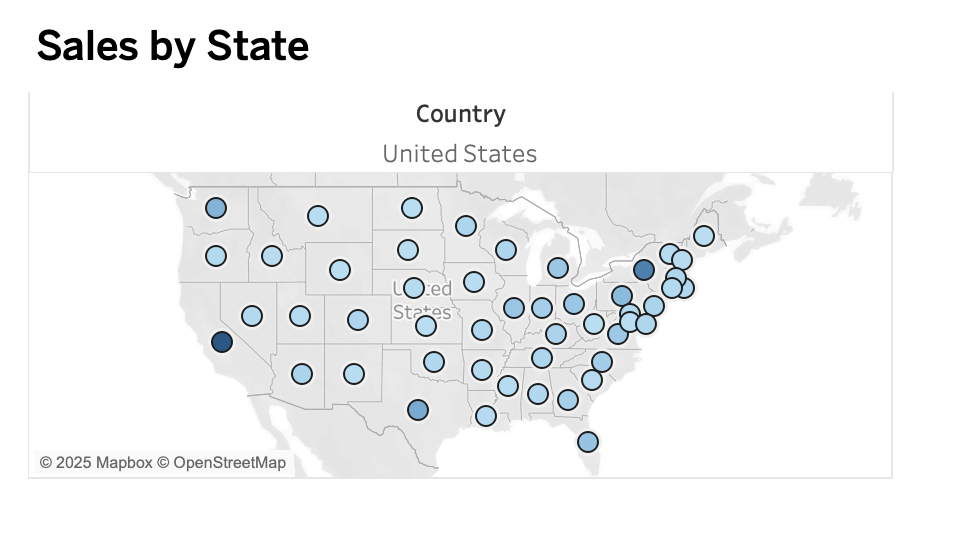 Sales by State
Country
United States
United
States
© 2025 Mapbox © OpenStreetMap